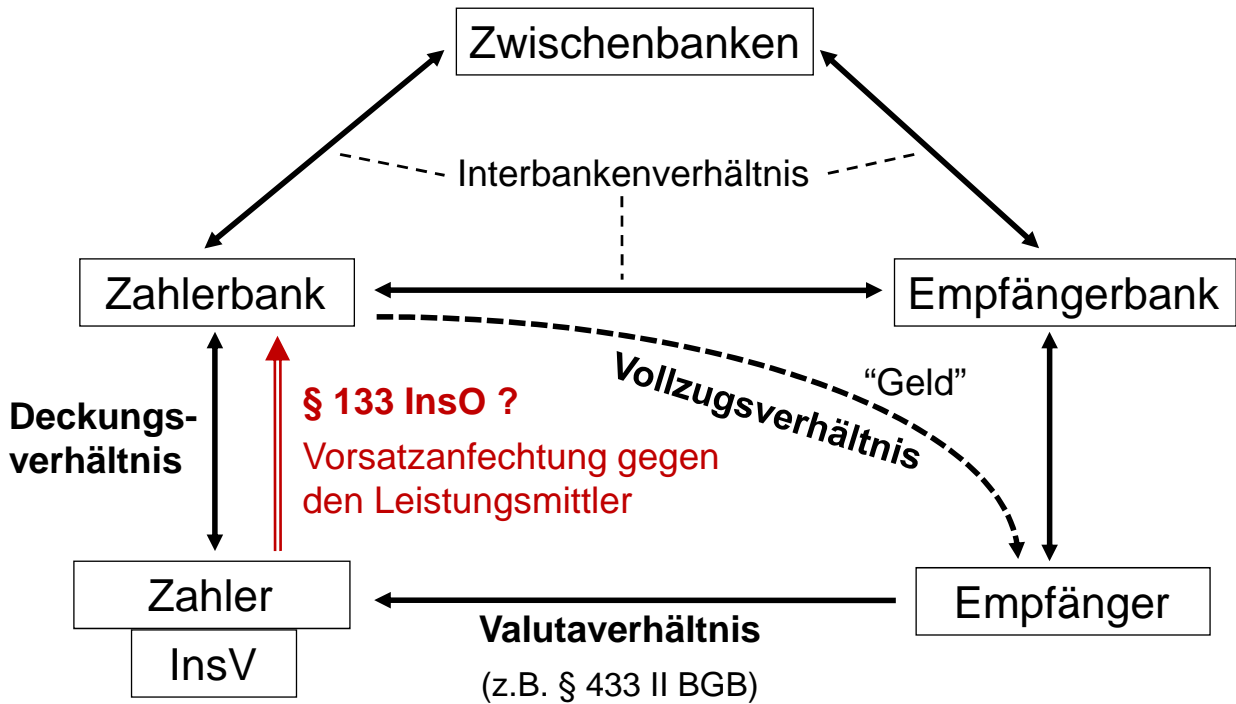 Zwischenbanken
Interbankenverhältnis
Zahlerbank
Empfängerbank
“Geld”
Vollzugsverhältnis
Deckungs-
verhältnis
§ 133 InsO ?
Vorsatzanfechtung gegen
den Leistungsmittler
Zahler
InsV
Empfänger
Valutaverhältnis
(z.B. § 433 II BGB)